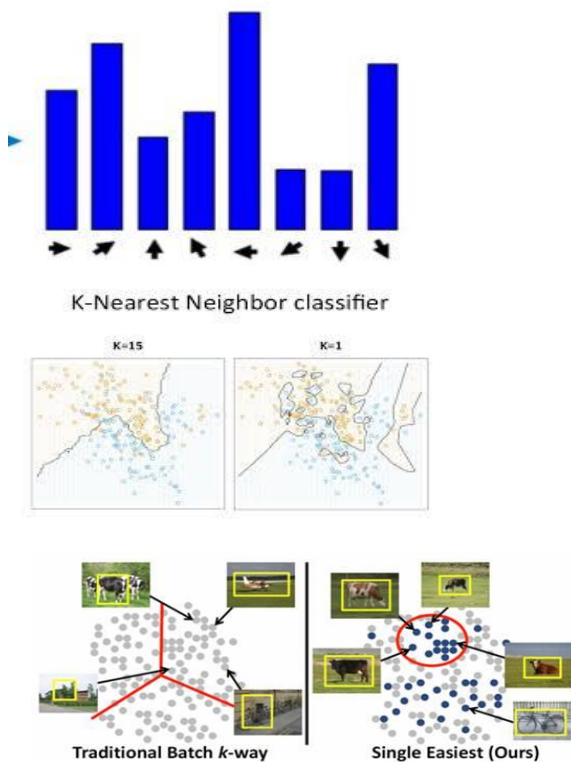 K-Nearest Neighbor classifier
K=15 K=1
Traditional Batch k-way Single Easiest (Ours)